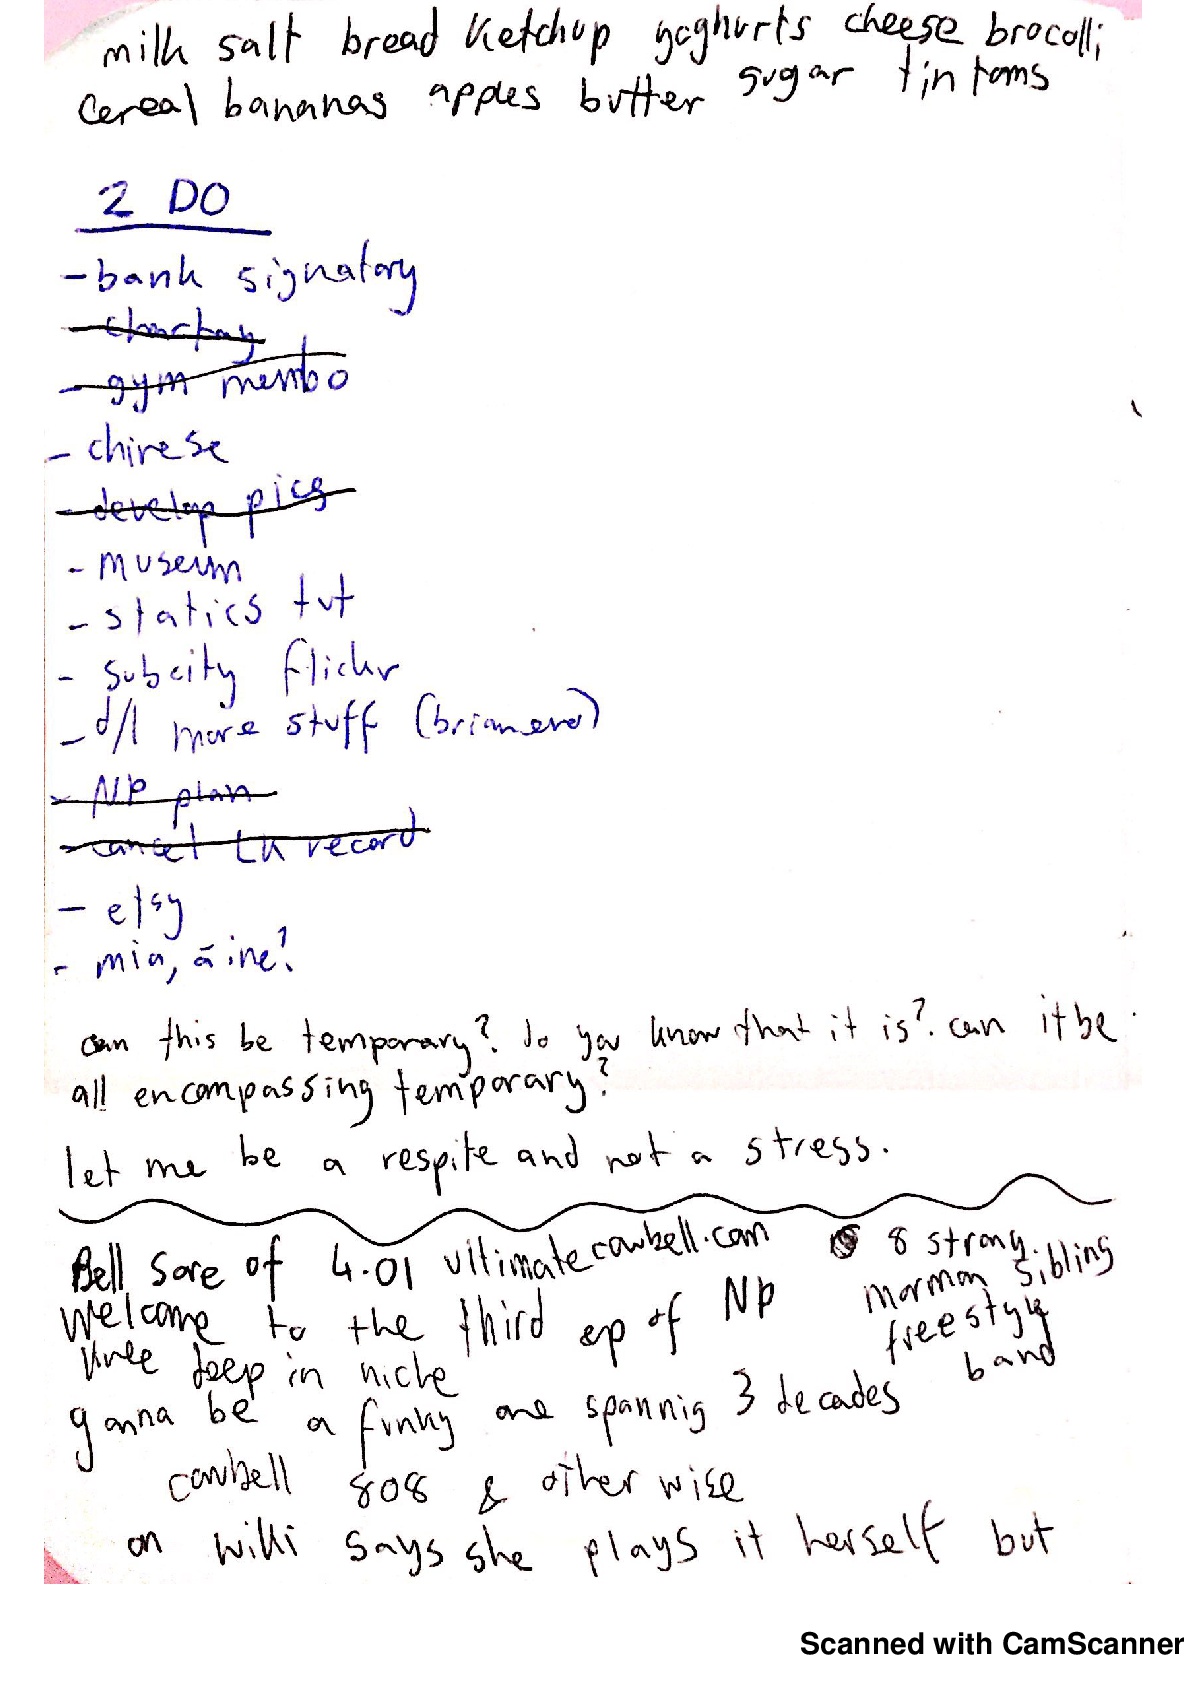 milk salt bread ketchup yoghurts cheese brocolli
cereal bananas apples butter sugar tin toms
2 DO
- bank signatory
- gym membo
- chinese
- develop pics
- museum
- statics tut
- subcity flickr
- d/l more stuff
- NP plan
- cancel LK record
- etsy
- mia, áine?
can this be temporary? do you know that it is? can it be
all encompassing temporary?
let me be a respite and not a stress.
Bell sore of 4.01 ultimatecowbell.com
8 strong
mormon sibling
freestyle
band
welcome to the third ep of NP
knee deep in niche
gonna be a funky one spannig 3 decades
cowbell 808 & other wise
on wiki says she plays it herself but
Scanned with CamScanner